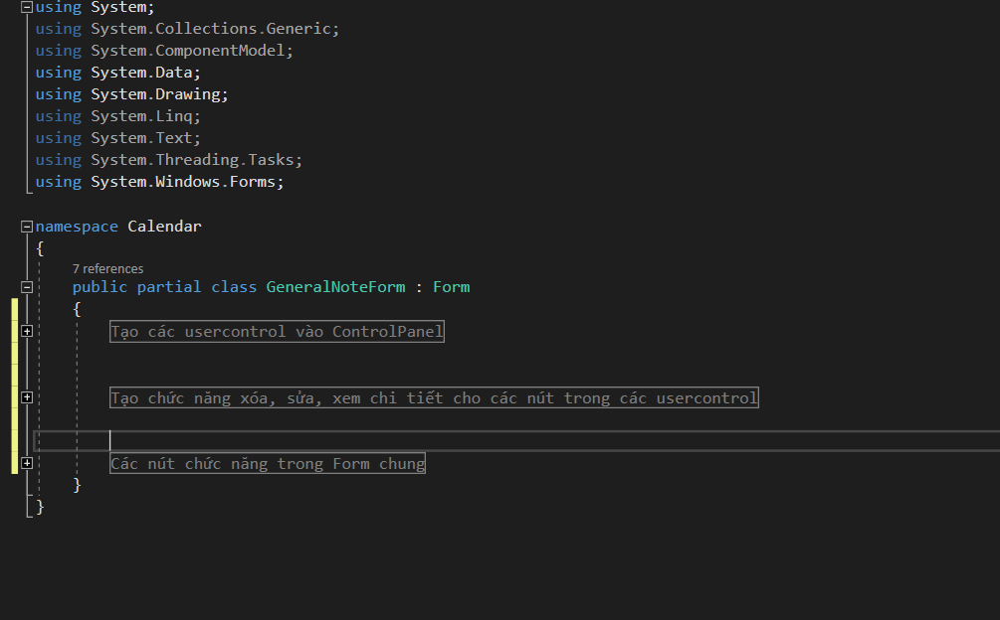 using System;
using System.Collections.Generic;
using System.ComponentModel;
using System.Data;
using System.Drawing;
using System.Linq;
using System.Text;
using System.Threading.Tasks;
using System.Windows.Forms;
namespace Calendar
{
7 references
public partial class GeneralNoteForm : Form
{
Tạo các usercontrol vào ControlPanel
Tạo chức năng xóa, sửa, xem chi tiết cho các nút trong các usercontrol
Các nút chức năng trong Form chung
}
}